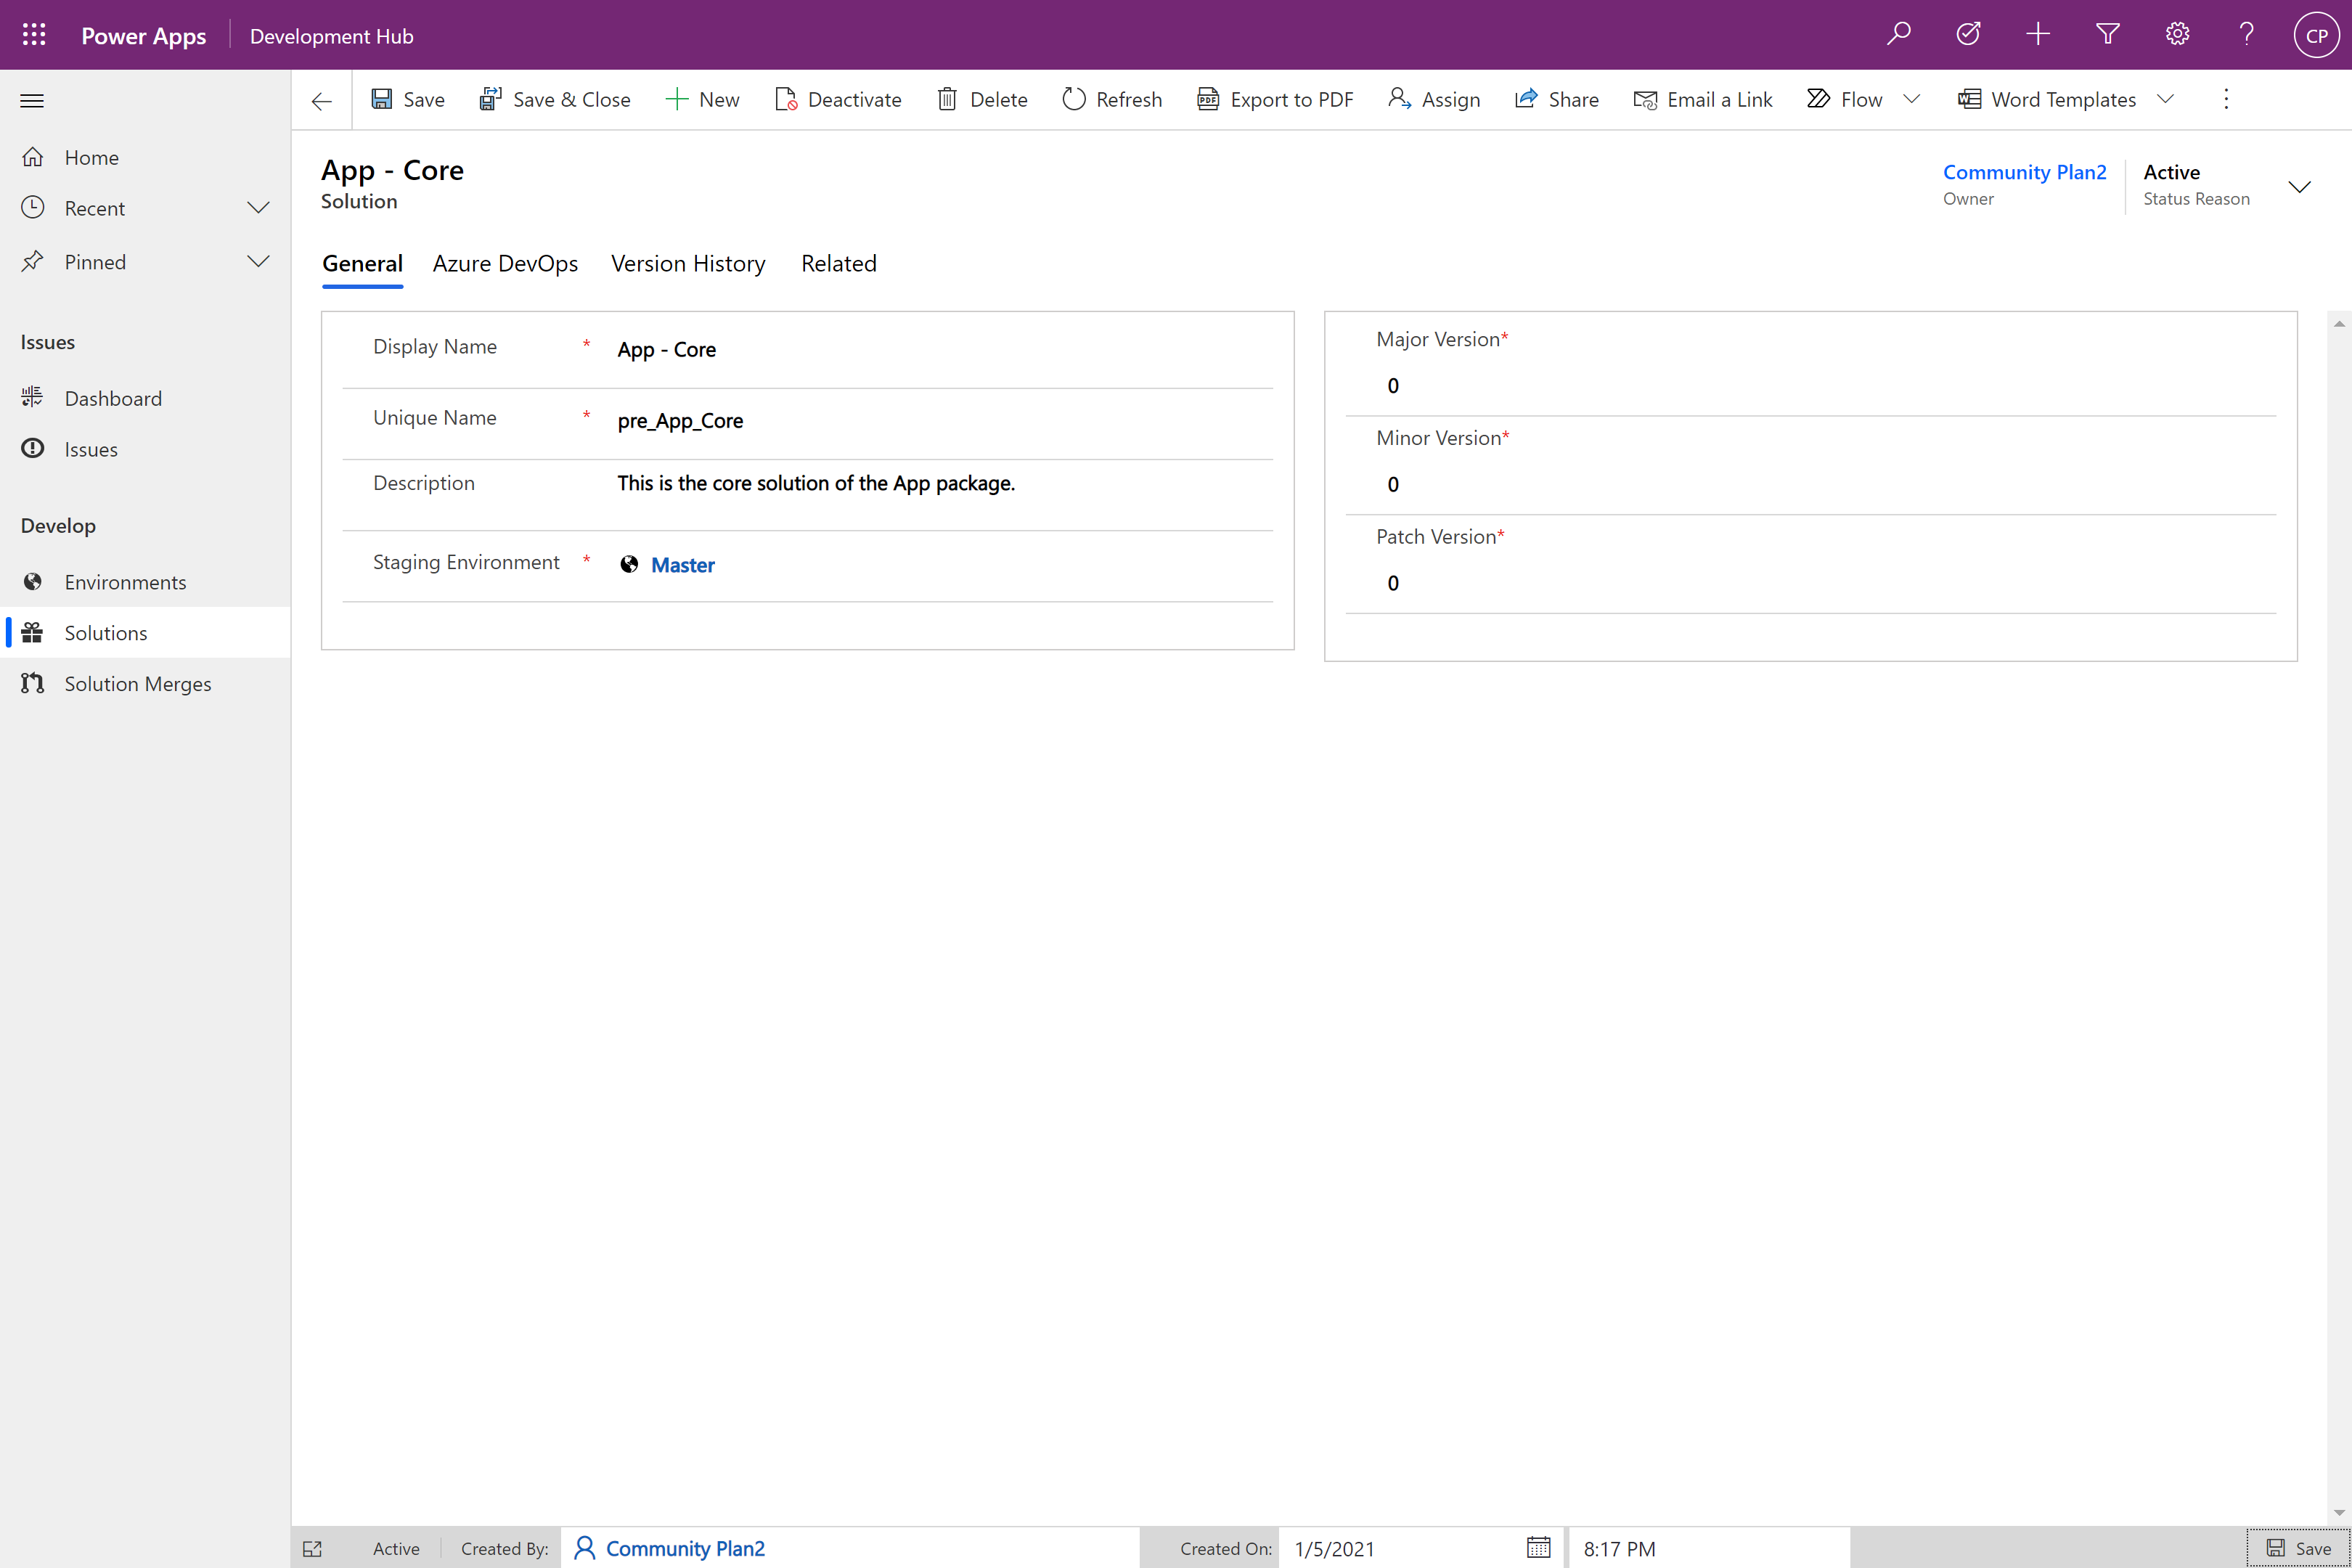 Power Apps
Development Hub
CP
Save
Save & Close
New
Deactivate
Delete
Refresh
Export to PDF
Assign
Share
Email a Link
Flow
Word Templates
Home
Recent
Pinned
Issues
Dashboard
Issues
Develop
Environments
Solutions
Solution Merges
App - Core
Solution
Community Plan2
Owner
Active
Status Reason
General
Azure DevOps
Version History
Related
Display Name *
App - Core
Unique Name *
pre_App_Core
Description
This is the core solution of the App package.
Staging Environment *
Master
Major Version*
0
Minor Version*
0
Patch Version*
0
Active
Created By:
Community Plan2
Created On:
1/5/2021
8:17 PM
Save